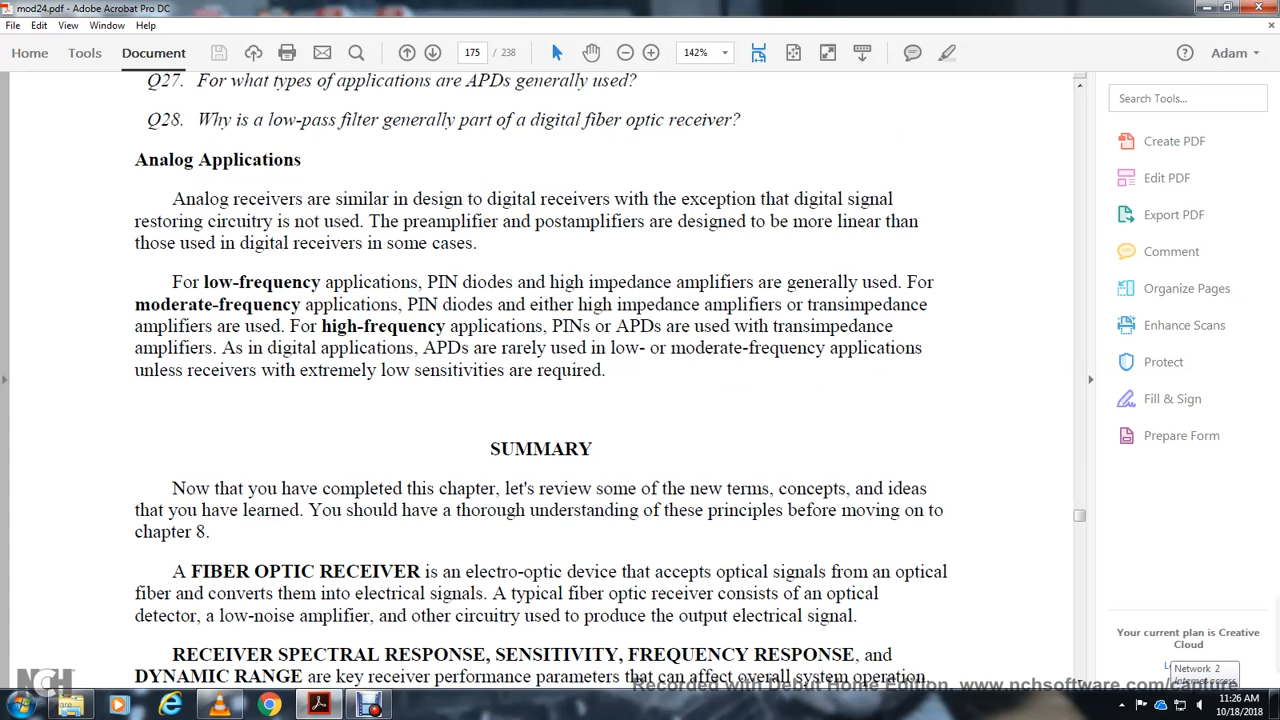 mod24.pdf - Adobe Acrobat Pro DC
File Edit View Window Help
Home Tools Document 175 / 238 142% Adam
Q27. For what types of applications are APDs generally used?
Q28. Why is a low-pass filter generally part of a digital fiber optic receiver?
Analog Applications
Analog receivers are similar in design to digital receivers with the exception that digital signal
restoring circuitry is not used. The preamplifier and postamplifiers are designed to be more linear than
those used in digital receivers in some cases.
For low-frequency applications, PIN diodes and high impedance amplifiers are generally used. For
moderate-frequency applications, PIN diodes and either high impedance amplifiers or transimpedance
amplifiers are used. For high-frequency applications, PINs or APDs are used with transimpedance
amplifiers. As in digital applications, APDs are rarely used in low- or moderate-frequency applications
unless receivers with extremely low sensitivities are required.
SUMMARY
Now that you have completed this chapter, let's review some of the new terms, concepts, and ideas
that you have learned. You should have a thorough understanding of these principles before moving on to
chapter 8.
A FIBER OPTIC RECEIVER is an electro-optic device that accepts optical signals from an optical
fiber and converts them into electrical signals. A typical fiber optic receiver consists of an optical
detector, a low-noise amplifier, and other circuitry used to produce the output electrical signal.
RECEIVER SPECTRAL RESPONSE, SENSITIVITY, FREQUENCY RESPONSE, and
DYNAMIC RANGE are key receiver performance parameters that can affect overall system operation.
Search Tools...
Create PDF
Edit PDF
Export PDF
Comment
Organize Pages
Enhance Scans
Protect
Fill & Sign
Prepare Form
Your current plan is Creative
Cloud
Network 2
Internet access
NCH
Recorded with Debut Home Edition. www.nchsoftware.com/capture
11:26 AM
10/18/2018